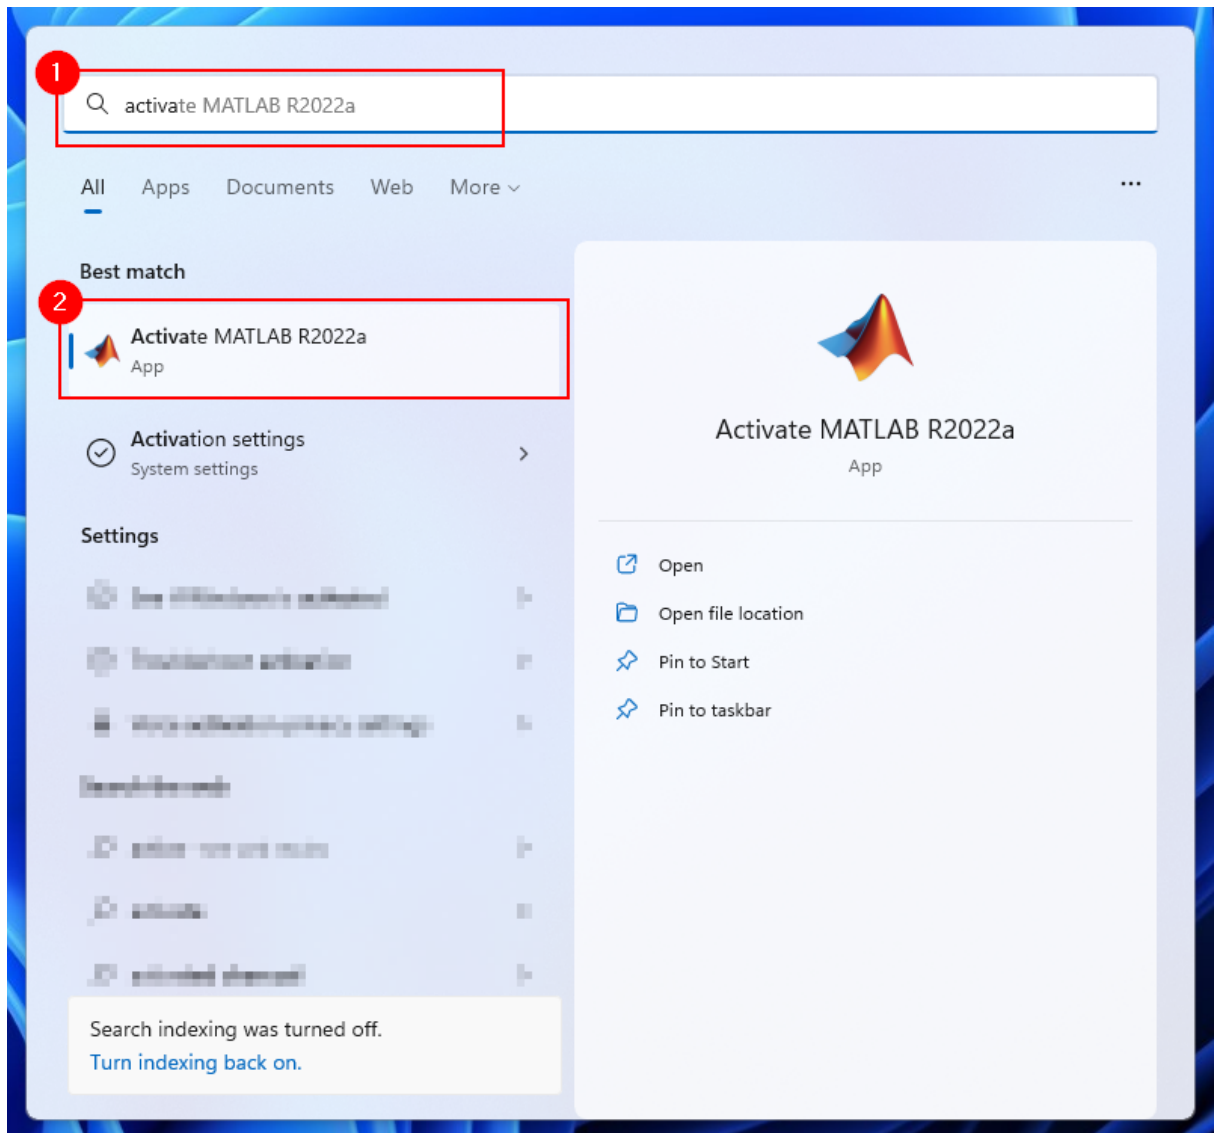 1
activate MATLAB R2022a
All Apps Documents Web More
Best match
2
Activate MATLAB R2022a
App
Activation settings
System settings
Settings
Search indexing was turned off.
Turn indexing back on.
Activate MATLAB R2022a
App
Open
Open file location
Pin to Start
Pin to taskbar